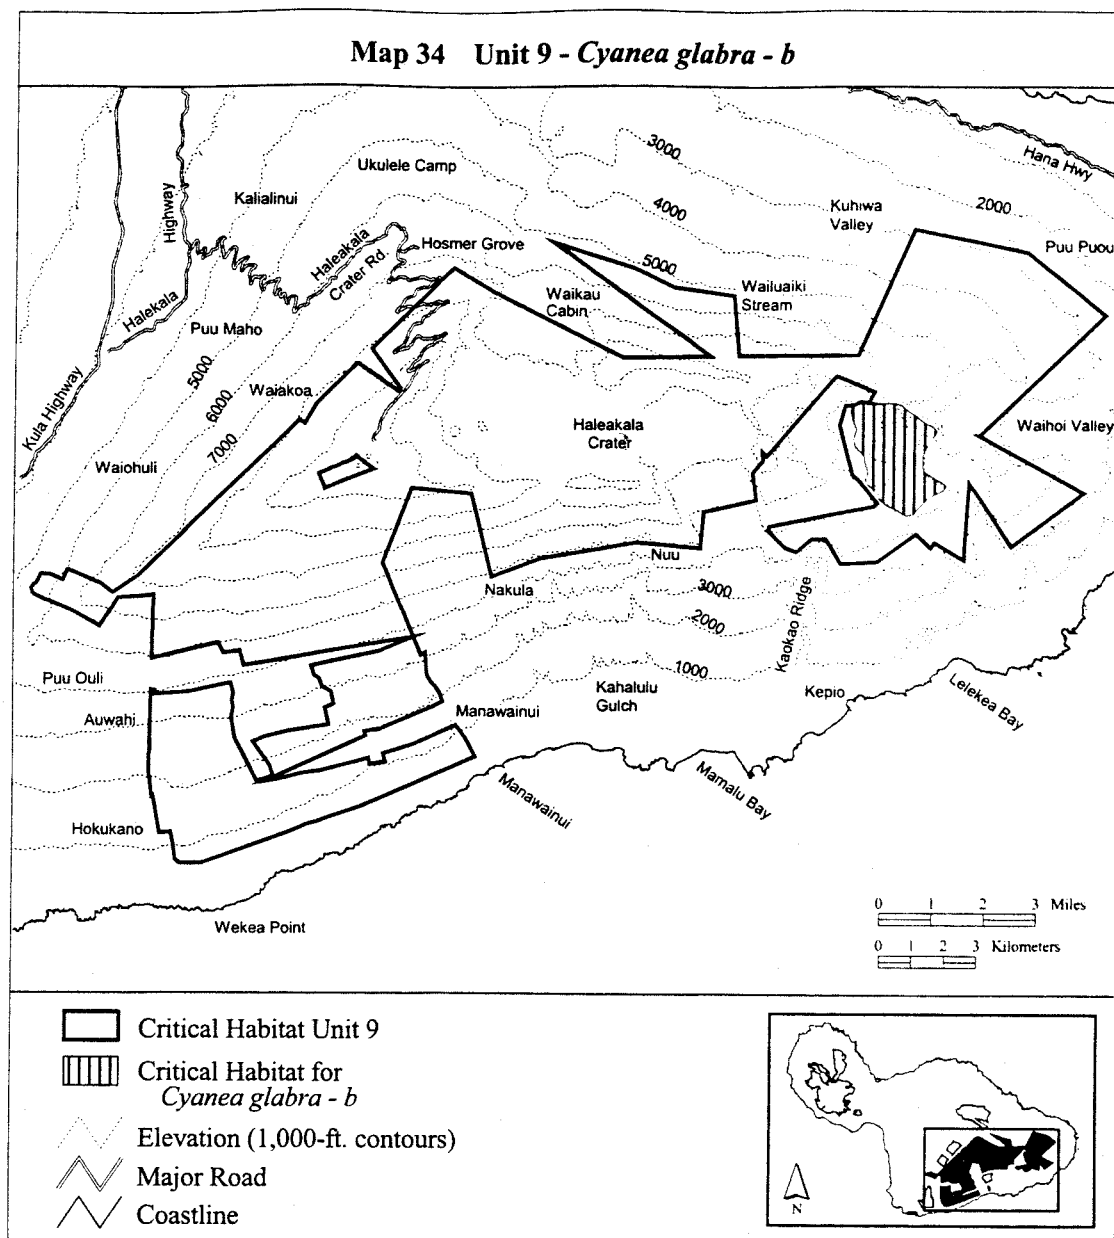 Map 34 Unit 9 - Cyanea glabra - b
Hana Hwy
3000
Ukulele Camp
Kalialinui
Highway
4000
Kuhiwa
Valley
2000
Puu Puou
Hosmer Grove
Haleakala
Crater Rd.
5000
Wailuaiki
Stream
Waikau
Cabin
Halekala
Puu Maho
5000
Waiakoa
6000
Kula Highway
7000
Haleakala
Crater
Waihoi Valley
Waiohuli
Nuu
Nakula
3000
2000
Kaokao Ridge
1000
Puu Ouli
Auwahi
Manawainui
Kahalulu
Gulch
Kepio
Lelekea Bay
Mamalu Bay
Manawainui
Hokukano
Wekea Point
0 1 2 3 Miles
0 1 2 3 Kilometers
Critical Habitat Unit 9
Critical Habitat for
Cyanea glabra - b
Elevation (1,000-ft. contours)
Major Road
Coastline
N